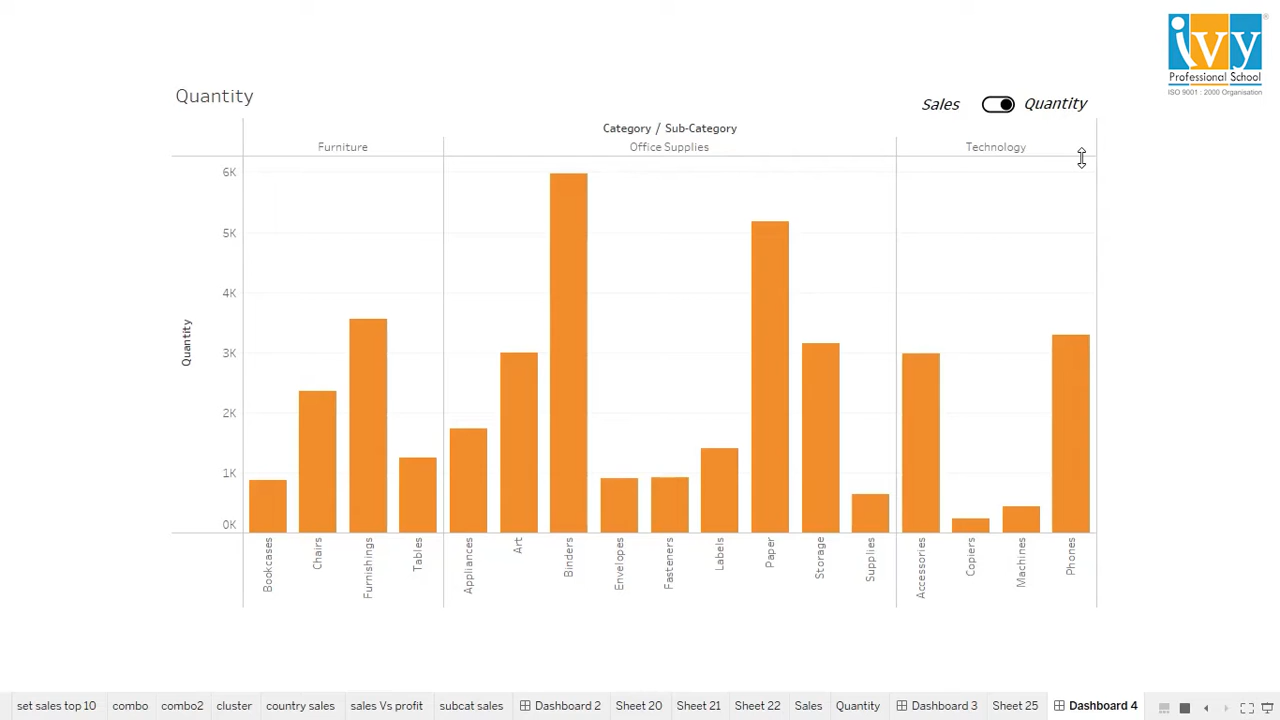 ivy
Professional School
ISO 9001 : 2000 Organisation
Quantity
Sales Quantity
Category / Sub-Category
Furniture Office Supplies Technology
6K
5K
4K
3K
2K
1K
0K
Quantity
Bookcases Chairs Furnishings Tables Appliances Art Binders Envelopes Fasteners Labels Paper Storage Supplies Accessories Copiers Machines Phones
set sales top 10 combo combo2 cluster country sales sales Vs profit subcat sales Dashboard 2 Sheet 20 Sheet 21 Sheet 22 Sales Quantity Dashboard 3 Sheet 25 Dashboard 4